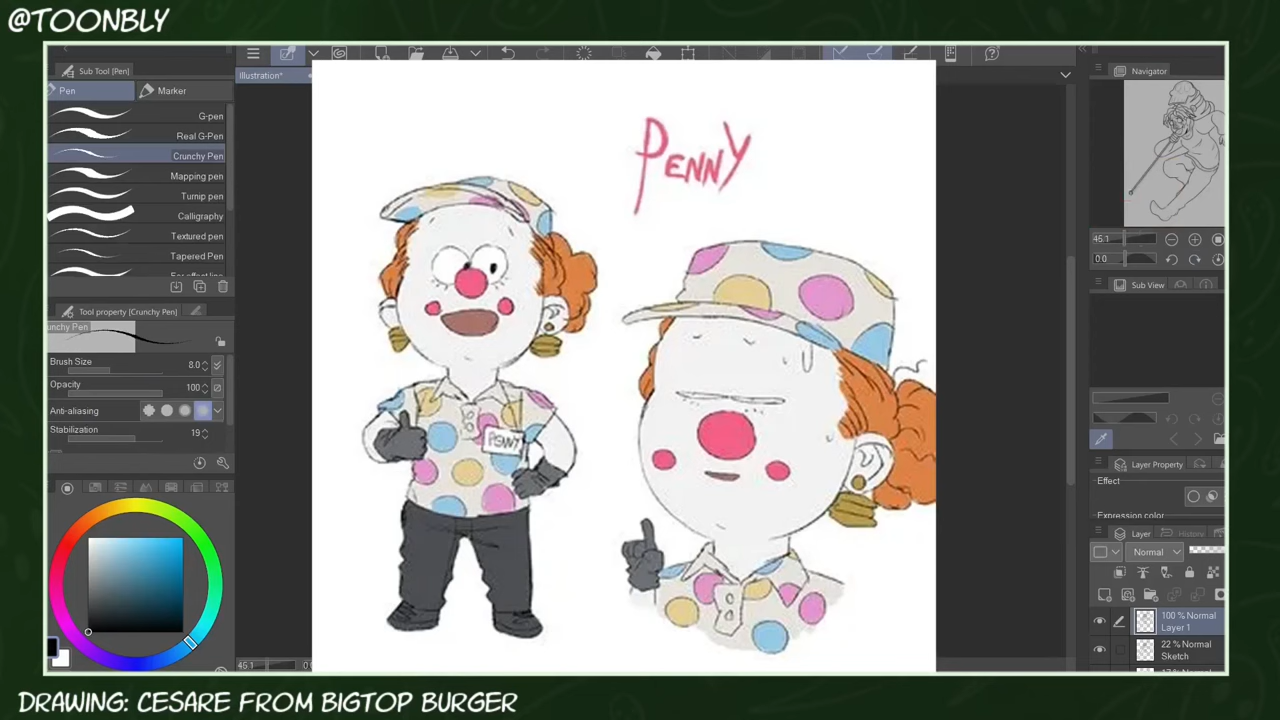 @TOONBLY
Sub Tool [Pen]
Pen
Marker
G-pen
Real G-Pen
Crunchy Pen
Mapping pen
Turnip pen
Calligraphy
Textured pen
Tapered Pen
Tool property [Crunchy Pen]
Brush Size 8.0
Opacity 100
Anti-aliasing
Stabilization 19
Illustration*
45.1
PENNY
PENNY
Navigator
45.1
0.0
Sub View
Layer Property
Effect
Expression color
Layer
History
Normal
100 % Normal
Layer 1
22 % Normal
Sketch
DRAWING: CESARE FROM BIGTOP BURGER